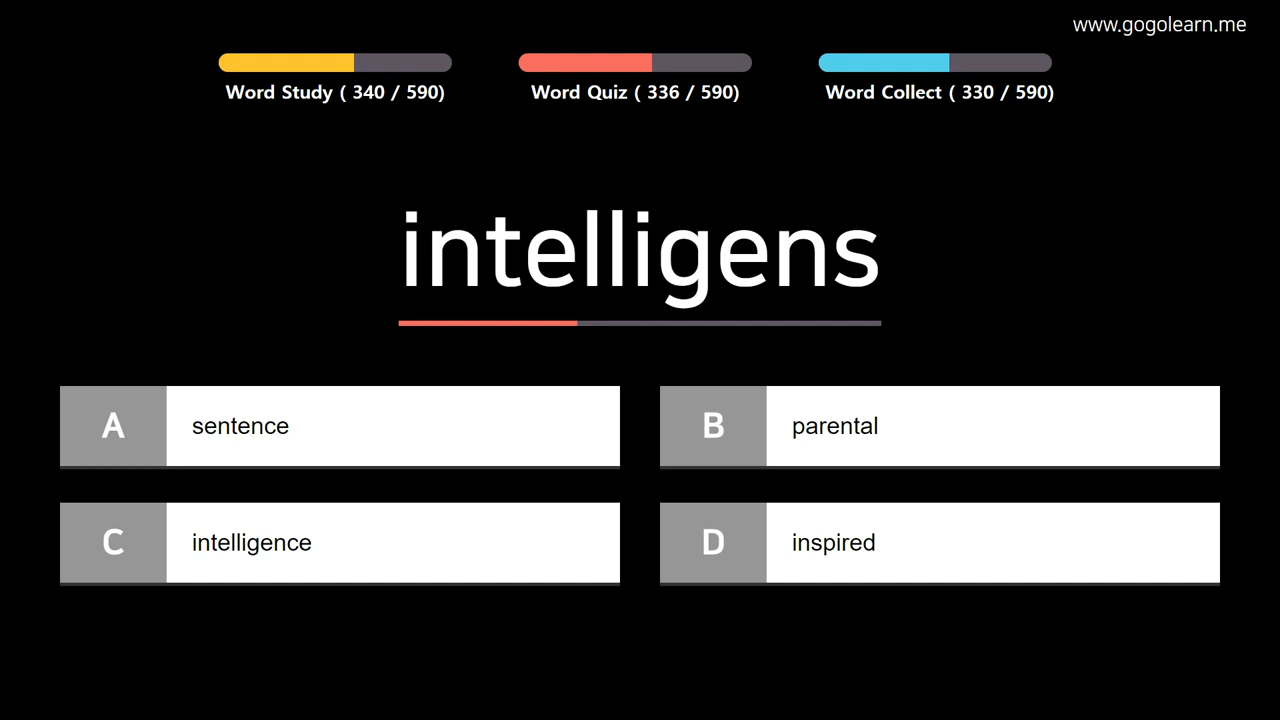 www.gogolearn.me
Word Study ( 340 / 590)
Word Quiz ( 336 / 590)
Word Collect ( 330 / 590)
intelligens
A
sentence
B
parental
C
intelligence
D
inspired